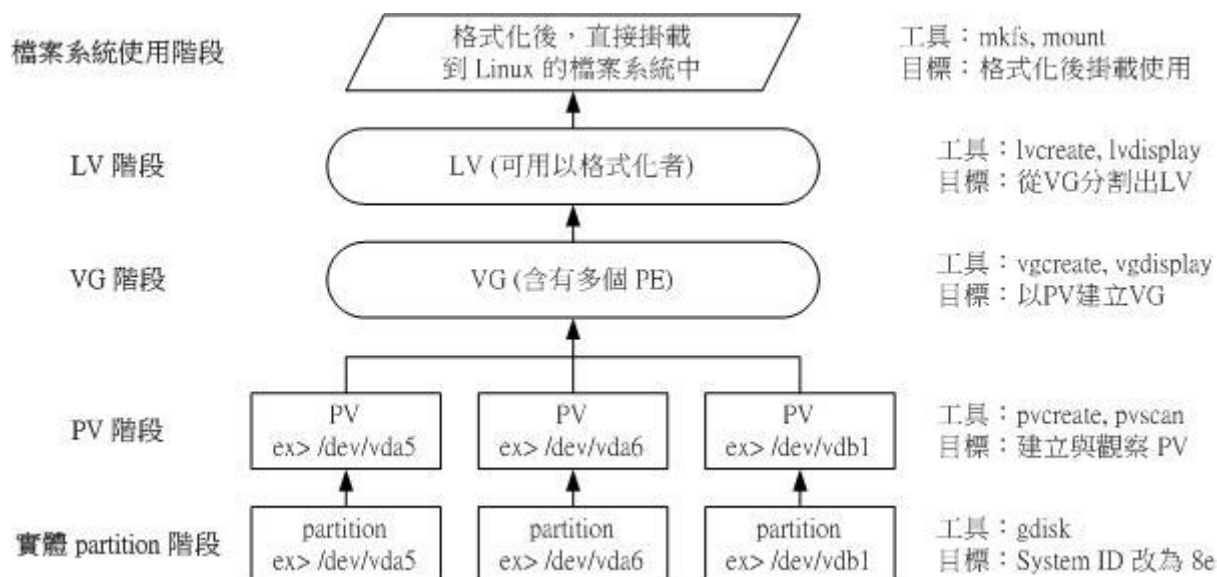 檔案系統使用階段
格式化後，直接掛載
到 Linux 的檔案系統中
工具：mkfs, mount
目標：格式化後掛載使用
LV 階段
LV (可用以格式化者)
工具：lvcreate, lvdisplay
目標：從VG分割出LV
VG 階段
VG (含有多個 PE)
工具：vgcreate, vgdisplay
目標：以PV建立VG
PV 階段
PV
ex> /dev/vda5
PV
ex> /dev/vda6
PV
ex> /dev/vdb1
工具：pvcreate, pvscan
目標：建立與觀察 PV
實體 partition 階段
partition
ex> /dev/vda5
partition
ex> /dev/vda6
partition
ex> /dev/vdb1
工具：gdisk
目標：System ID 改為 8e